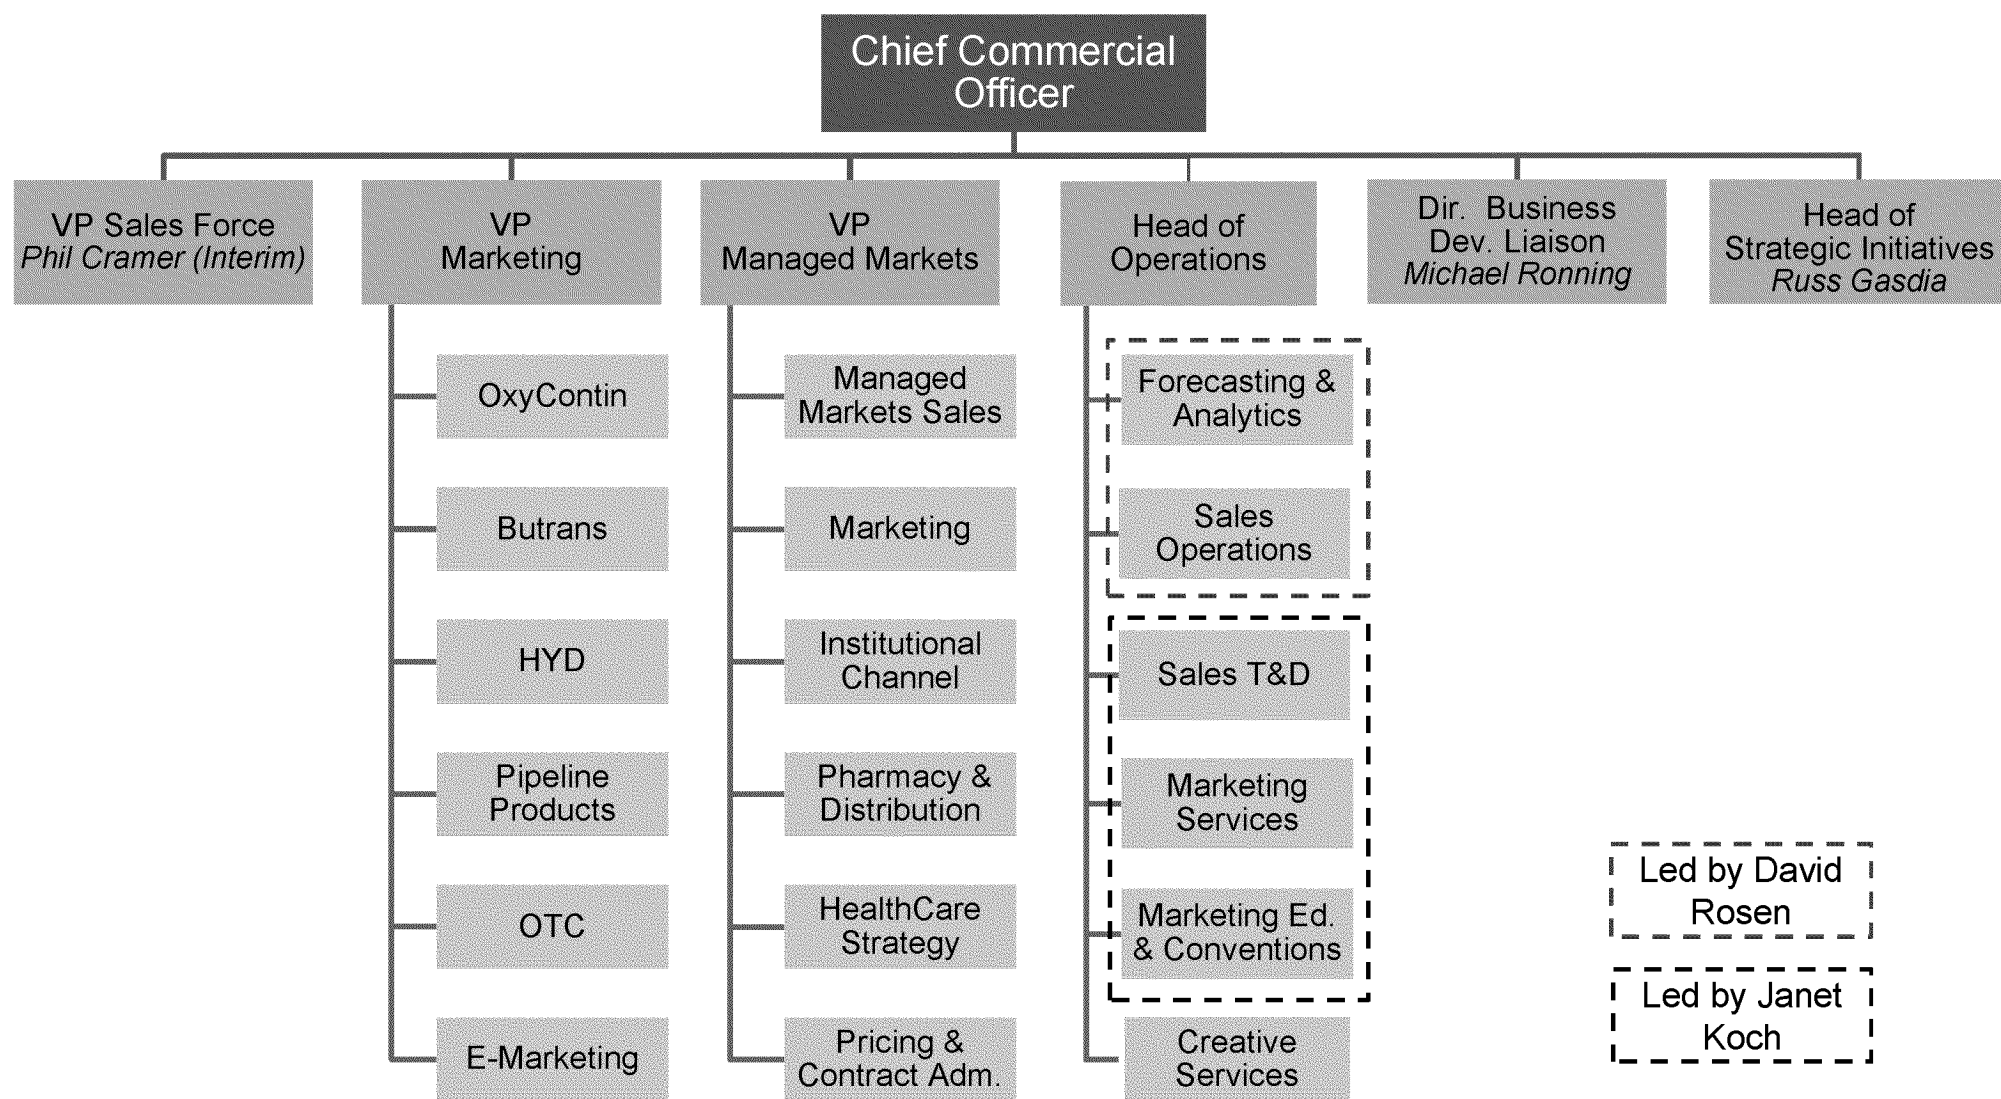 Chief Commercial
Officer
VP Sales Force
Phil Cramer (Interim)
VP
Marketing
VP
Managed Markets
Head of
Operations
Dir. Business
Dev. Liaison
Michael Ronning
Head of
Strategic Initiatives
Russ Gasdia
OxyContin
Butrans
HYD
Pipeline
Products
OTC
E-Marketing
Managed
Markets Sales
Marketing
Institutional
Channel
Pharmacy &
Distribution
HealthCare
Strategy
Pricing &
Contract Adm.
Forecasting &
Analytics
Sales
Operations
Sales T&D
Marketing
Services
Marketing Ed.
& Conventions
Creative
Services
Led by David
Rosen
Led by Janet
Koch